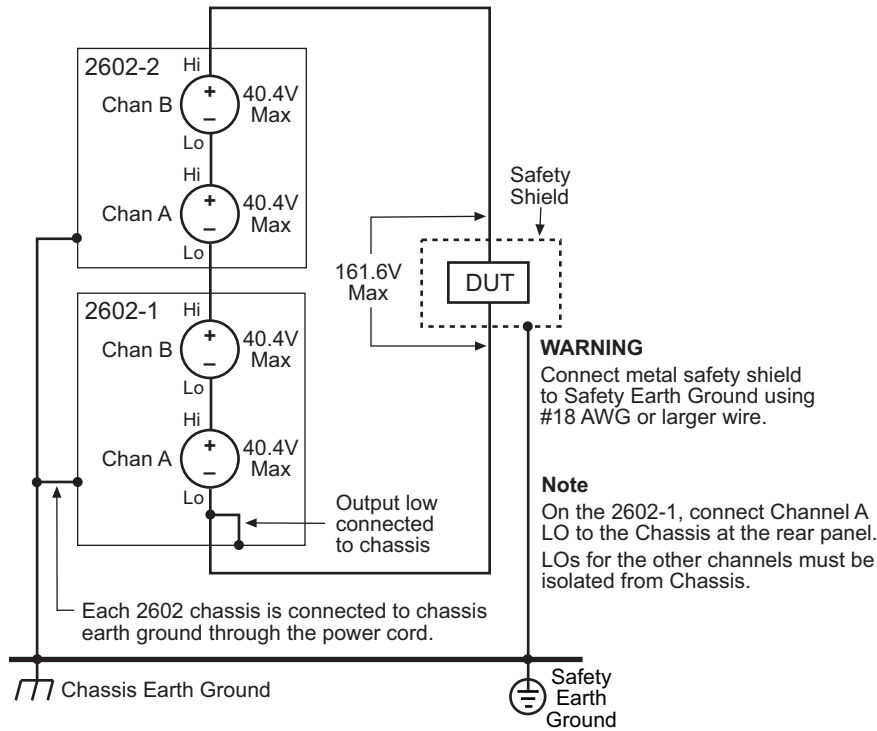 2602-2
Hi
Chan B
+
–
40.4V
Max
Lo
Hi
Chan A
+
–
40.4V
Max
Lo
2602-1
Hi
Chan B
+
–
40.4V
Max
Lo
Hi
Chan A
+
–
40.4V
Max
Lo
Output low
connected
to chassis
161.6V
Max
Safety
Shield
DUT
WARNING
Connect metal safety shield
to Safety Earth Ground using
#18 AWG or larger wire.
Note
On the 2602-1, connect Channel A
LO to the Chassis at the rear panel.
LOs for the other channels must be
isolated from Chassis.
Each 2602 chassis is connected to chassis
earth ground through the power cord.
Chassis Earth Ground
Safety
Earth
Ground